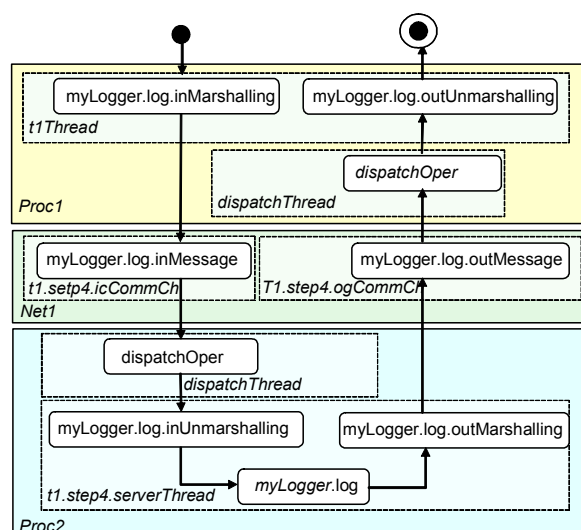 myLogger.log.inMarshalling
myLogger.log.outUnmarshalling
t1Thread
dispatchOper
dispatchThread
Proc1
myLogger.log.inMessage
myLogger.log.outMessage
t1.setp4.icCommCh
T1.step4.ogCommCh
Net1
dispatchOper
dispatchThread
myLogger.log.inUnmarshalling
myLogger.log.outMarshalling
myLogger.log
t1.step4.serverThread
Proc2